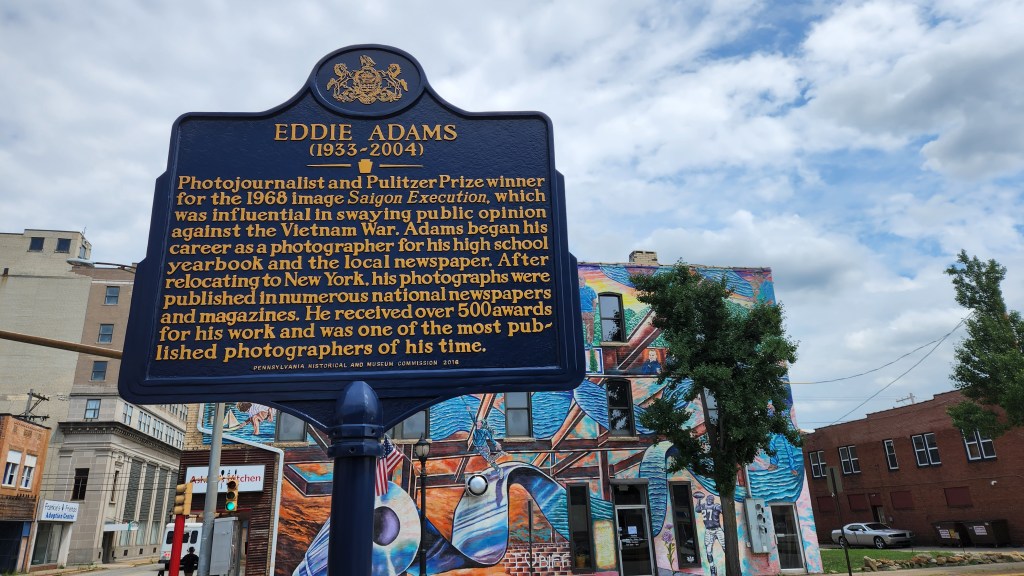 EDDIE ADAMS
(1933-2004)
Photojournalist and Pulitzer Prize winner
for the 1968 image Saigon Execution, which
was influential in swaying public opinion
against the Vietnam War. Adams began his
career as a photographer for his high school
yearbook and the local newspaper. After
relocating to New York, his photographs were
published in numerous national newspapers
and magazines. He received over 500 awards
for his work and was one of the most pub-
lished photographers of his time.
PENNSYLVANIA HISTORICAL AND MUSEUM COMMISSION 2016
Kitchen
Adoption Center